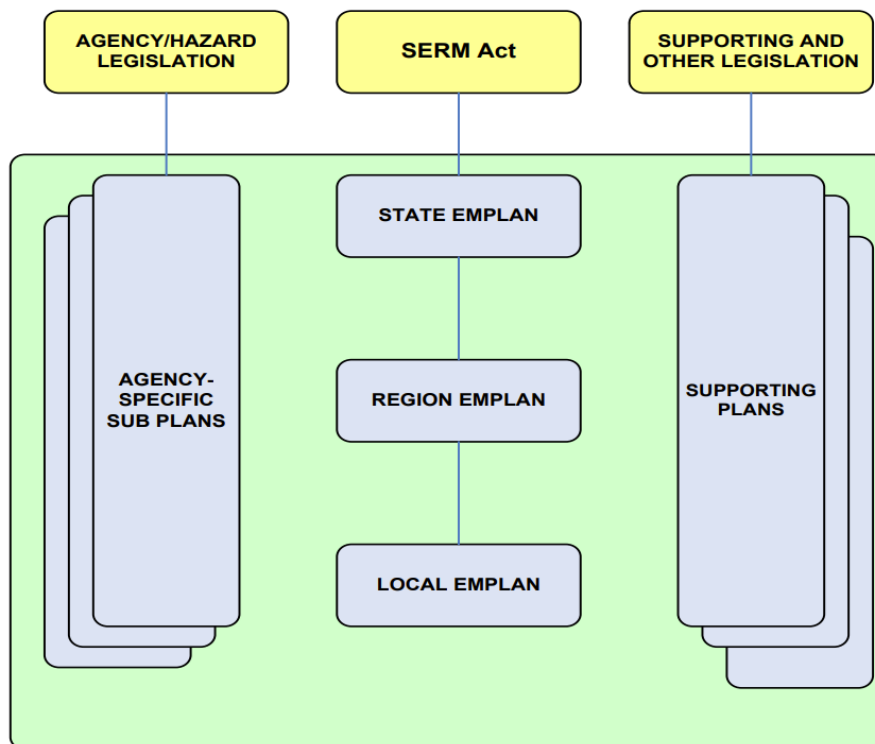 AGENCY/HAZARD
LEGISLATION
SERM Act
SUPPORTING AND
OTHER LEGISLATION
STATE EMPLAN
AGENCY-
SPECIFIC
SUB PLANS
REGION EMPLAN
SUPPORTING
PLANS
LOCAL EMPLAN